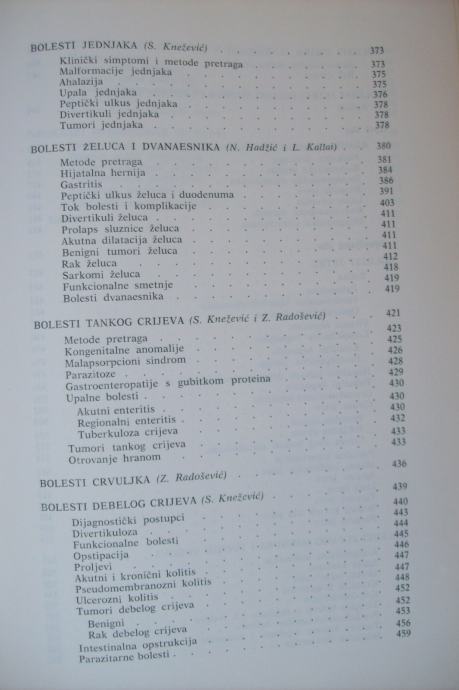 BOLESTI JEDNJAKA (S. Knežević) . . . . . . . 373
Klinički simptomi i metode pretraga . . . . . . 373
Malformacije jednjaka . . . . . . . . 375
Ahalazija . . . . . . . . 375
Upala jednjaka . . . . . . . . 376
Peptički ulkus jednjaka . . . . . . . . 378
Divertikuli jednjaka . . . . . . . . 378
Tumori jednjaka . . . . . . . . 378
BOLESTI ŽELUCA I DVANAESNIKA (N. Hadžić i L. Kallai) . . 380
Metode pretraga . . . . . . . . 381
Hijatalna hernija . . . . . . . . 384
Gastritis . . . . . . . . 386
Peptički ulkus želuca i duodenuma . . . . . . 391
Tok bolesti i komplikacije . . . . . . . 403
Divertikuli želuca . . . . . . . . 411
Prolaps sluznice želuca . . . . . . . . 411
Akutna dilatacija želuca . . . . . . . . 411
Benigni tumori želuca . . . . . . . . 411
Rak želuca . . . . . . . . 412
Sarkomi želuca . . . . . . . . 418
Funkcionalne smetnje . . . . . . . . 419
Bolesti dvanaesnika . . . . . . . . 419
BOLESTI TANKOG CRIJEVA (S. Knežević i Z. Radošević) . . . 421
Metode pretraga . . . . . . . . 423
Kongenitalne anomalije . . . . . . . . 425
Malapsorpcioni sindrom . . . . . . . . 426
Parazitoze . . . . . . . . 428
Gastroenteropatije s gubitkom proteina . . . . . 429
Upalne bolesti . . . . . . . . 430
Akutni enteritis . . . . . . . . 430
Regionalni enteritis . . . . . . . . 430
Tuberkuloza crijeva . . . . . . . . 432
Tumori tankog crijeva . . . . . . . . 433
Otrovanje hranom . . . . . . . . 433
BOLESTI CRVULJKA (Z. Radošević) . . . . . . 436
BOLESTI DEBELOG CRIJEVA (S. Knežević) . . . . . 439
Dijagnostički postupci . . . . . . . . 440
Divertikuloza . . . . . . . . 443
Funkcionalne bolesti . . . . . . . . 444
Opstipacija . . . . . . . . 445
Proljevi . . . . . . . . 446
Akutni i kronični kolitis . . . . . . . . 447
Pseudomembranozni kolitis . . . . . . . . 447
Ulcerozni kolitis . . . . . . . . 448
Tumori debelog crijeva . . . . . . . . 452
Benigni . . . . . . . . 452
Rak debelog crijeva . . . . . . . . 453
Intestinalna opstrukcija . . . . . . . . 456
Parazitarne bolesti . . . . . . . . 459